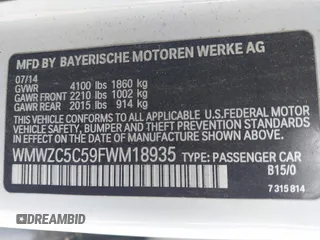 MFD BY BAYERISCHE MOTOREN WERKE AG
07/14
GVWR 4100 lbs 1860 kg
GAWR FRONT 2210 lbs 1002 kg
GAWR REAR 2015 lbs 914 kg
THIS VEHICLE CONFORMS TO ALL APPLICABLE U.S.FEDERAL MOTOR
VEHICLE SAFETY, BUMPER, AND THEFT PREVENTION STANDARDS IN
EFFECT ON THE DATE OF MANUFACTURE SHOWN ABOVE.
WMWZC5C59FWM18935 TYPE: PASSENGER CAR
B15/0
7 315 814
DREAMBID